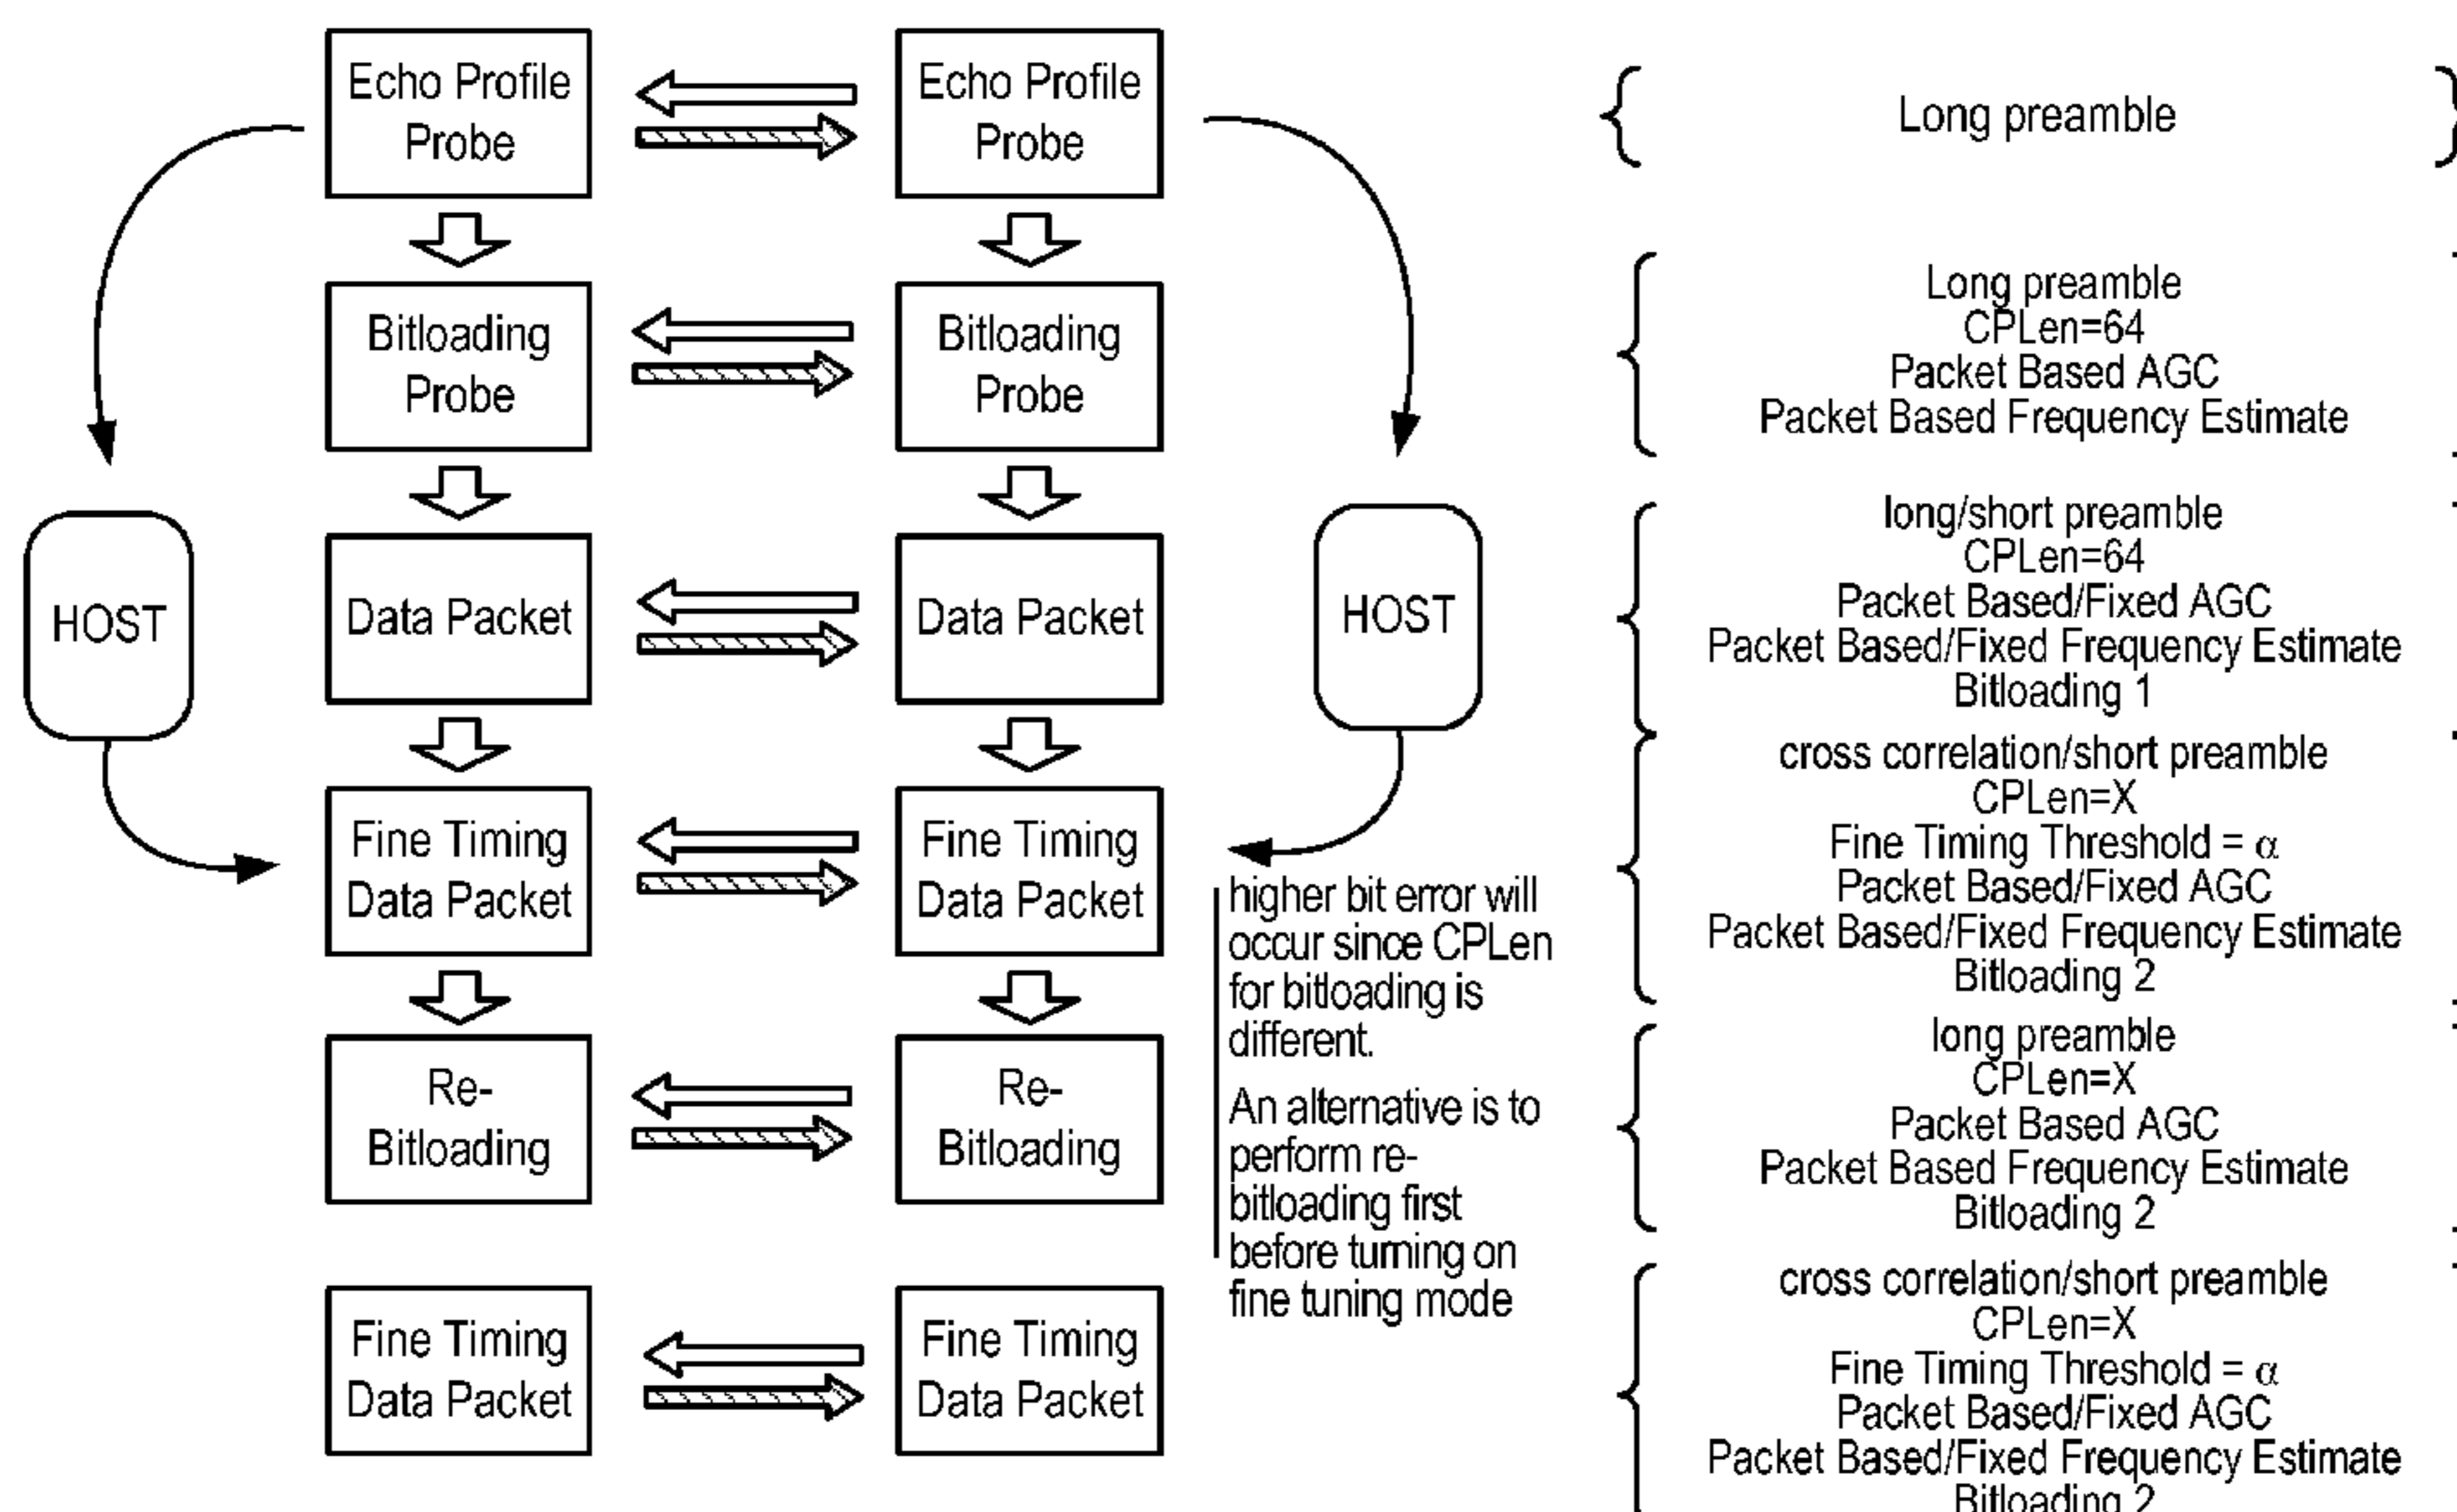 Echo Profile
Probe
Echo Profile
Probe
Long preamble
Bitloading
Probe
Bitloading
Probe
Long preamble
CPLen=64
Packet Based AGC
Packet Based Frequency Estimate
HOST
Data Packet
Data Packet
HOST
long/short preamble
CPLen=64
Packet Based/Fixed AGC
Packet Based/Fixed Frequency Estimate
Bitloading 1
Fine Timing
Data Packet
Fine Timing
Data Packet
cross correlation/short preamble
CPLen=X
Fine Timing Threshold = α
Packet Based/Fixed AGC
Packet Based/Fixed Frequency Estimate
Bitloading 2
higher bit error will
occur since CPLen
for bitloading is
different.
An alternative is to
perform re-
bitloading first
before turning on
fine tuning mode
Re-
Bitloading
Re-
Bitloading
long preamble
CPLen=X
Packet Based AGC
Packet Based Frequency Estimate
Bitloading 2
Fine Timing
Data Packet
Fine Timing
Data Packet
cross correlation/short preamble
CPLen=X
Fine Timing Threshold = α
Packet Based/Fixed AGC
Packet Based/Fixed Frequency Estimate
Bitloading 2